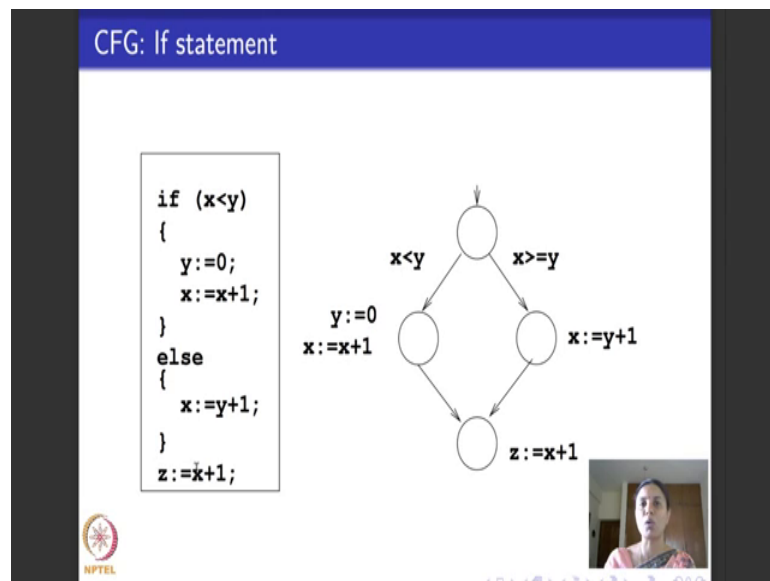 CFG: If statement
if (x<y)
{
y:=0;
x:=x+1;
}
else
{
x:=y+1;
}
z:=x+1;
x<y
x>=y
y:=0
x:=x+1
x:=y+1
z:=x+1
NPTEL